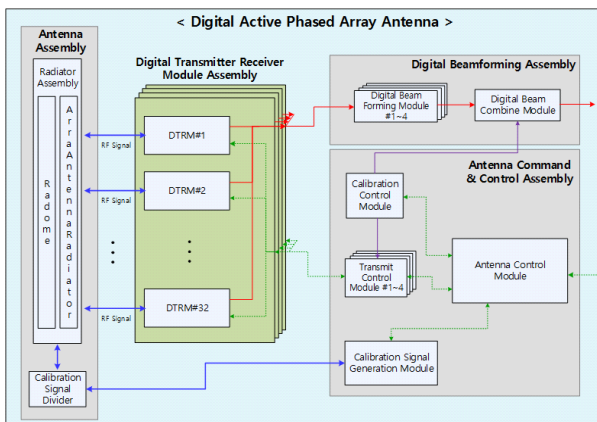 < Digital Active Phased Array Antenna >
Antenna
Assembly
Radiator
Assembly
Radome
ArraAntennaRadiator
Calibration
Signal
Divider
RF Signal
RF Signal
RF Signal
Digital Transmitter Receiver
Module Assembly
DTRM#1
DTRM#2
DTRM#32
Digital Beamforming Assembly
Digital Beam
Forming Module
#1~4
Digital Beam
Combine Module
Antenna Command
& Control Assembly
Calibration
Control
Module
Transmit
Control
Module #1~4
Antenna Control
Module
Calibration Signal
Generation Module